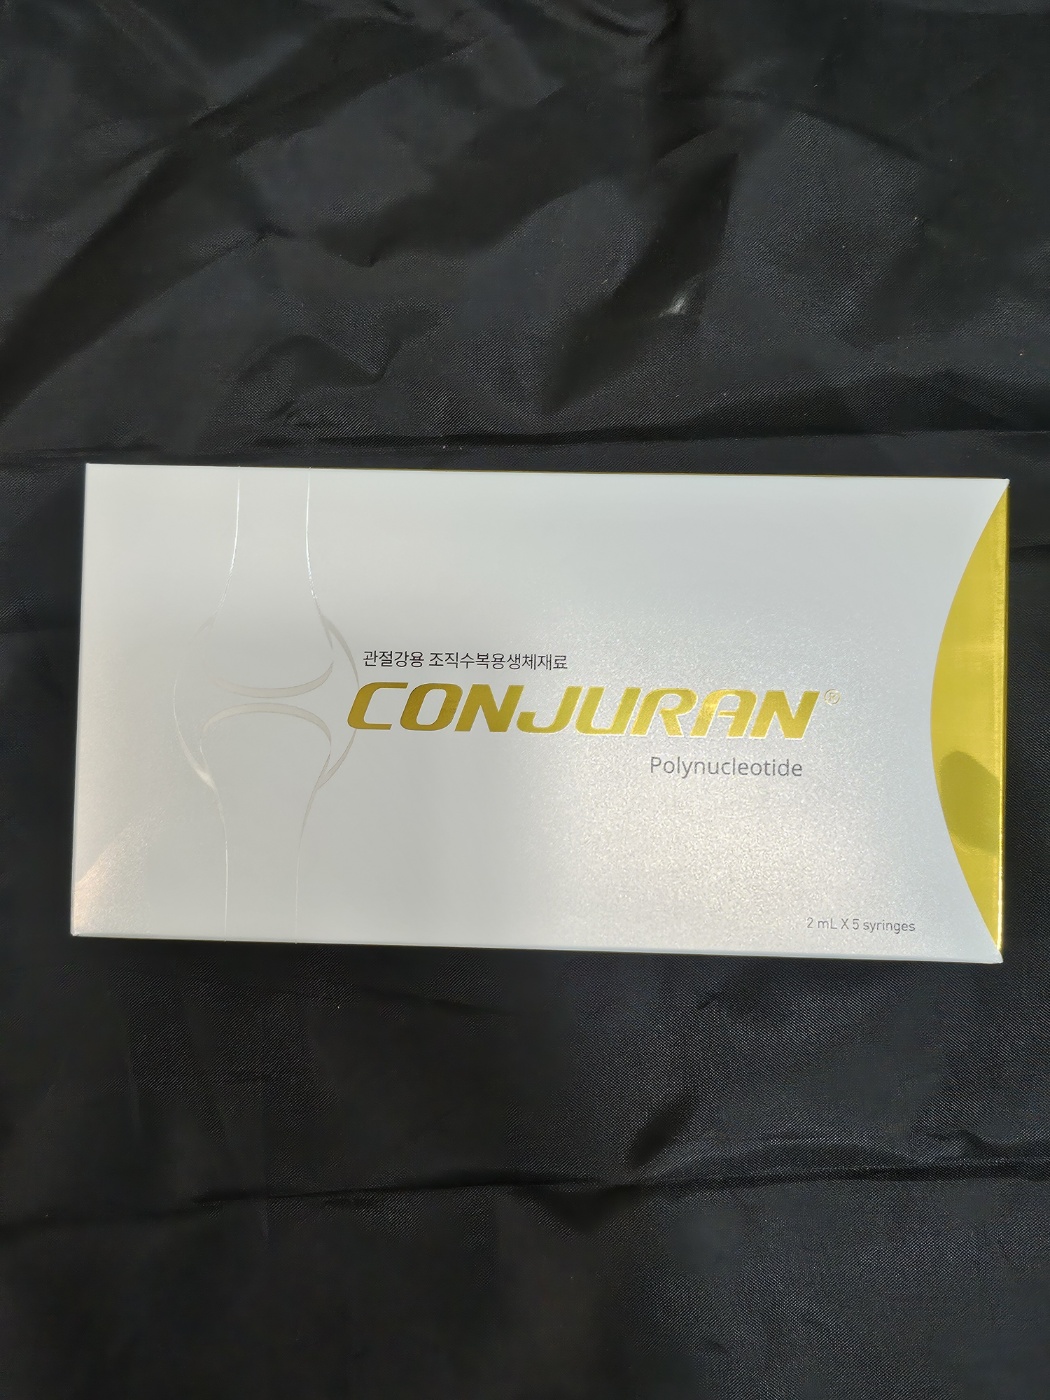 관절강용 조직수복용생체재료
CONJURAN®
Polynucleotide
2 mL X 5 syringes